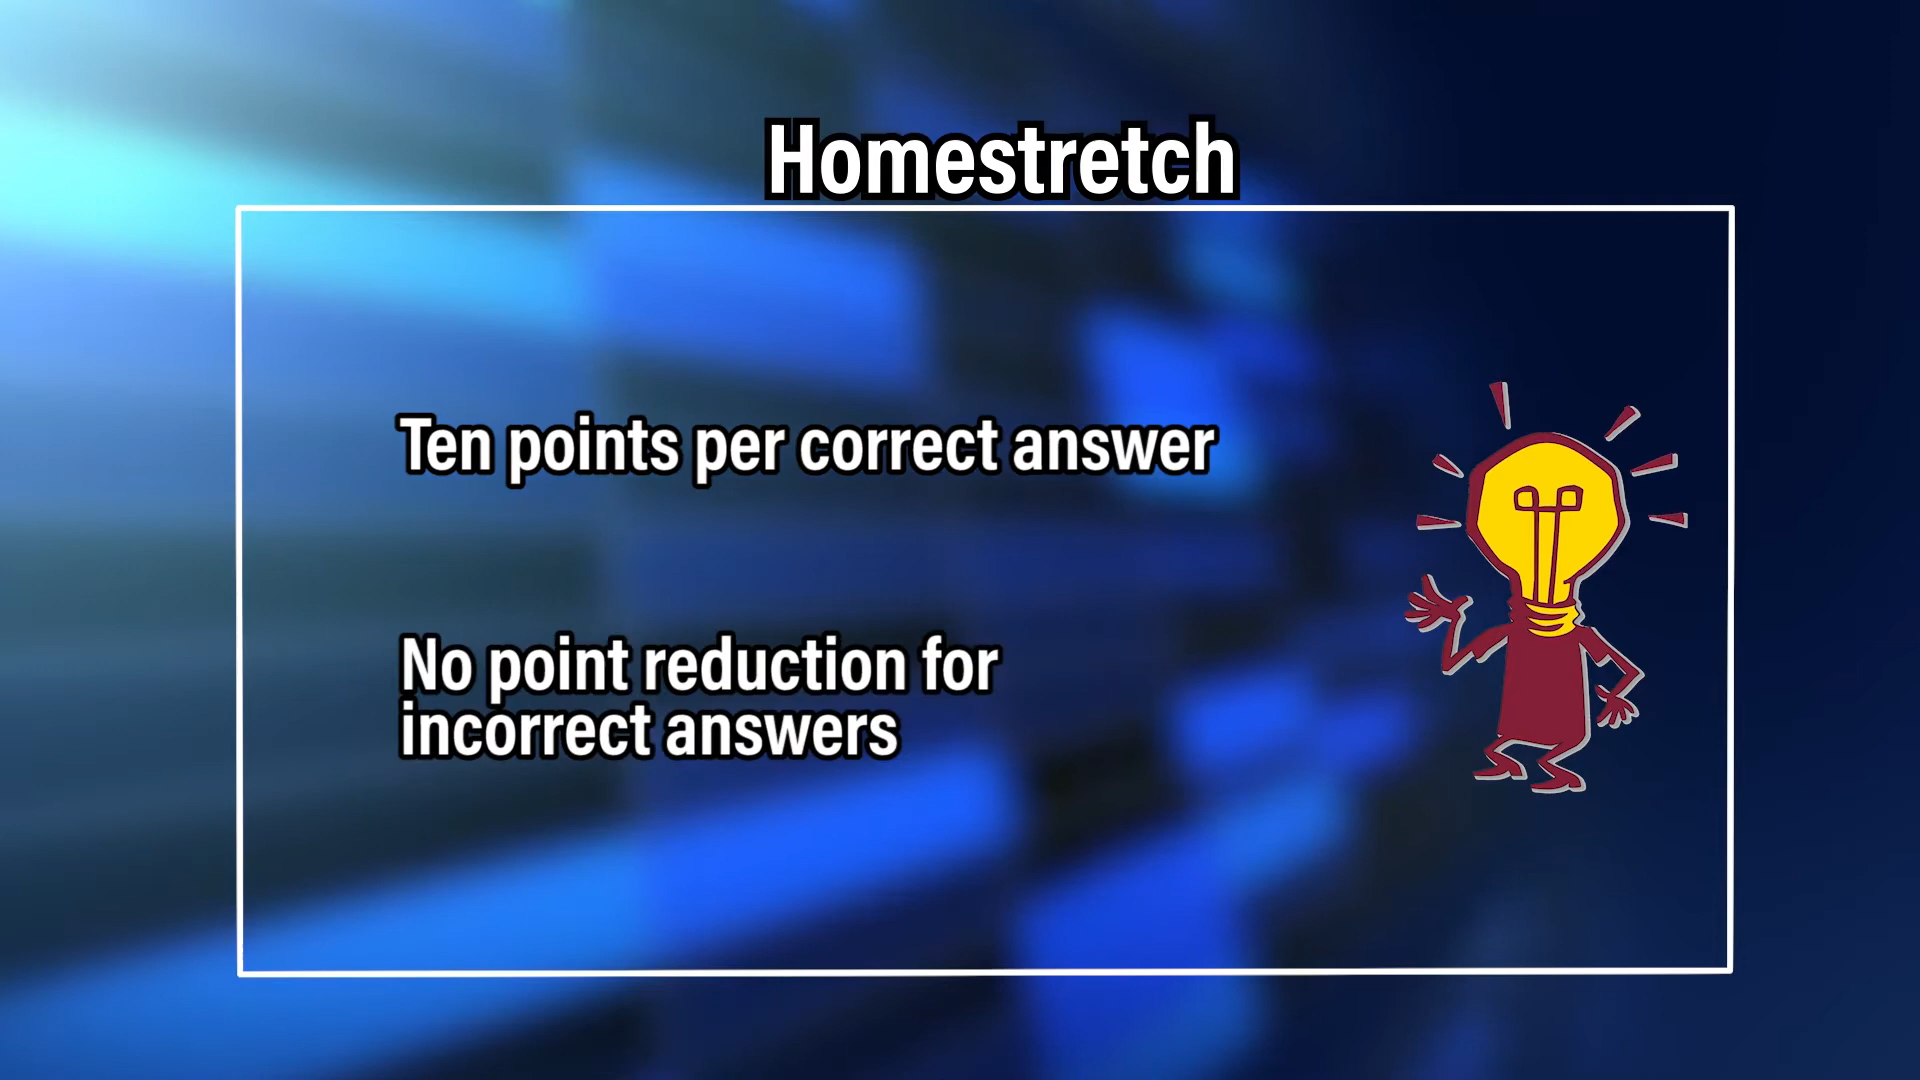 Homestretch
Ten points per correct answer
No point reduction for
incorrect answers